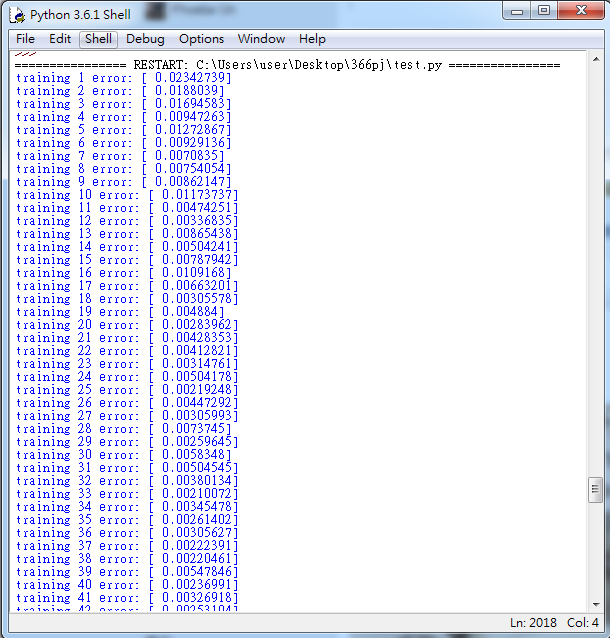 Python 3.6.1 Shell
File Edit Shell Debug Options Window Help
>>>
================ RESTART: C:\Users\user\Desktop\366pj\test.py ================
training 1 error: [ 0.02342739]
training 2 error: [ 0.0188039]
training 3 error: [ 0.01694583]
training 4 error: [ 0.00947263]
training 5 error: [ 0.01272867]
training 6 error: [ 0.00929136]
training 7 error: [ 0.0070835]
training 8 error: [ 0.00754054]
training 9 error: [ 0.00862147]
training 10 error: [ 0.01173737]
training 11 error: [ 0.00474251]
training 12 error: [ 0.00336835]
training 13 error: [ 0.00865438]
training 14 error: [ 0.00504241]
training 15 error: [ 0.00787942]
training 16 error: [ 0.0109168]
training 17 error: [ 0.00663201]
training 18 error: [ 0.00305578]
training 19 error: [ 0.004884]
training 20 error: [ 0.00283962]
training 21 error: [ 0.00428353]
training 22 error: [ 0.00412821]
training 23 error: [ 0.00314761]
training 24 error: [ 0.00504178]
training 25 error: [ 0.00219248]
training 26 error: [ 0.00447292]
training 27 error: [ 0.00305993]
training 28 error: [ 0.0073745]
training 29 error: [ 0.00259645]
training 30 error: [ 0.0058348]
training 31 error: [ 0.00504545]
training 32 error: [ 0.00380134]
training 33 error: [ 0.00210072]
training 34 error: [ 0.00345478]
training 35 error: [ 0.00261402]
training 36 error: [ 0.00305627]
training 37 error: [ 0.00222391]
training 38 error: [ 0.00220461]
training 39 error: [ 0.00547846]
training 40 error: [ 0.00236991]
training 41 error: [ 0.00326918]
training 42 error: [ 0.00253104]
Ln: 2018 Col: 4